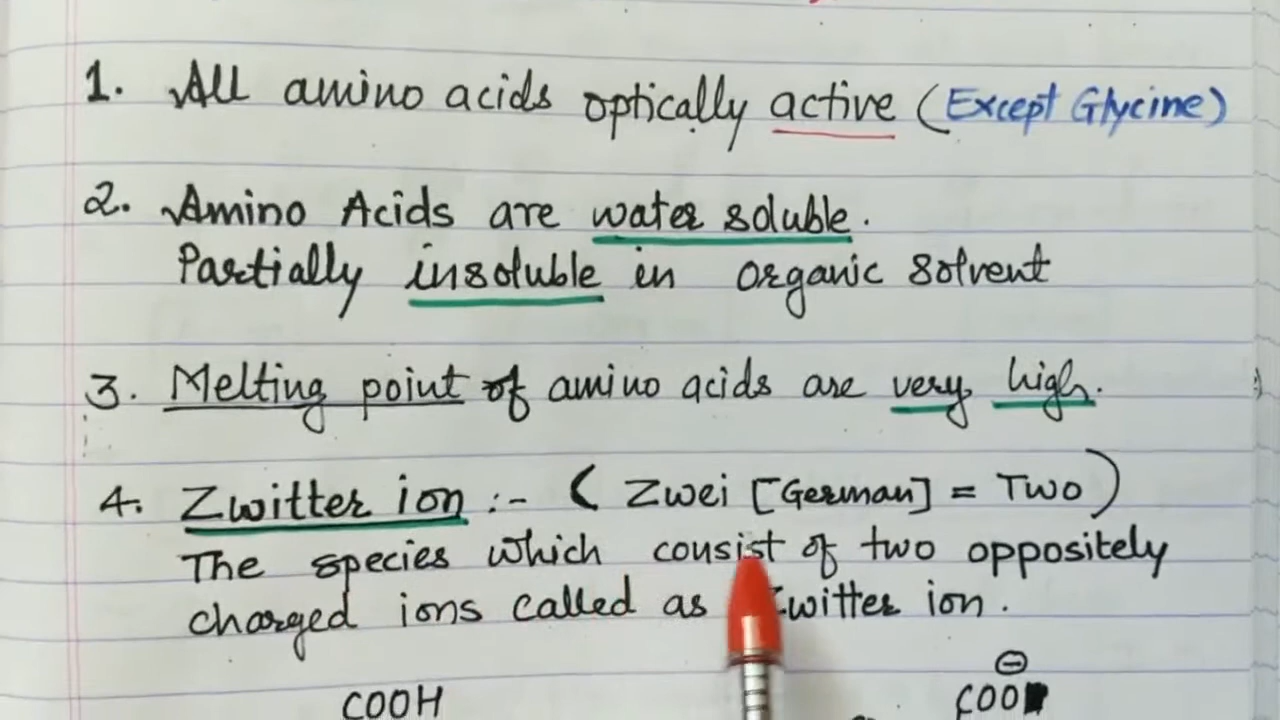 1. All amino acids optically active (Except Glycine)
2. Amino Acids are water soluble.
Partially insoluble in organic solvent
3. Melting point of amino acids are very high.
4. Zwitter ion :- ( Zwei [German] = Two )
The species which consist of two oppositely
charged ions called as Zwitter ion.
COOH COO ⊖